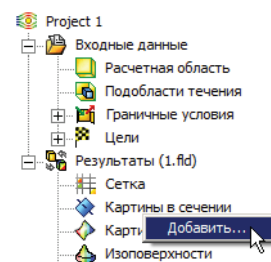 Project 1
Входные данные
Расчетная область
Подобласти течения
Граничные условия
Цели
Результаты (1.fld)
Сетка
Картины в сечении
Добавить...
Изоповерхности